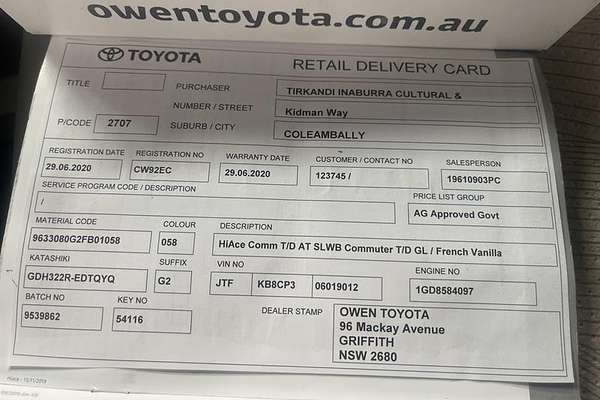 owentoyota.com.au
TOYOTA
RETAIL DELIVERY CARD
TITLE
PURCHASER
TIRKANDI INABURRA CULTURAL &
NUMBER / STREET
Kidman Way
P/CODE
2707
SUBURB / CITY
COLEAMBALLY
REGISTRATION DATE
REGISTRATION NO
WARRANTY DATE
CUSTOMER / CONTACT NO
SALESPERSON
29.06.2020
CW92EC
29.06.2020
123745 /
19610903PC
SERVICE PROGRAM CODE / DESCRIPTION
PRICE LIST GROUP
/
AG Approved Govt
MATERIAL CODE
COLOUR
DESCRIPTION
9633080G2FB01058
058
HiAce Comm T/D AT SLWB Commuter T/D GL / French Vanilla
KATASHIKI
SUFFIX
VIN NO
ENGINE NO
GDH322R-EDTQYQ
G2
JTF
KB8CP3
06019012
1GD8584097
BATCH NO
KEY NO
DEALER STAMP
9539862
54116
OWEN TOYOTA
96 Mackay Avenue
GRIFFITH
NSW 2680